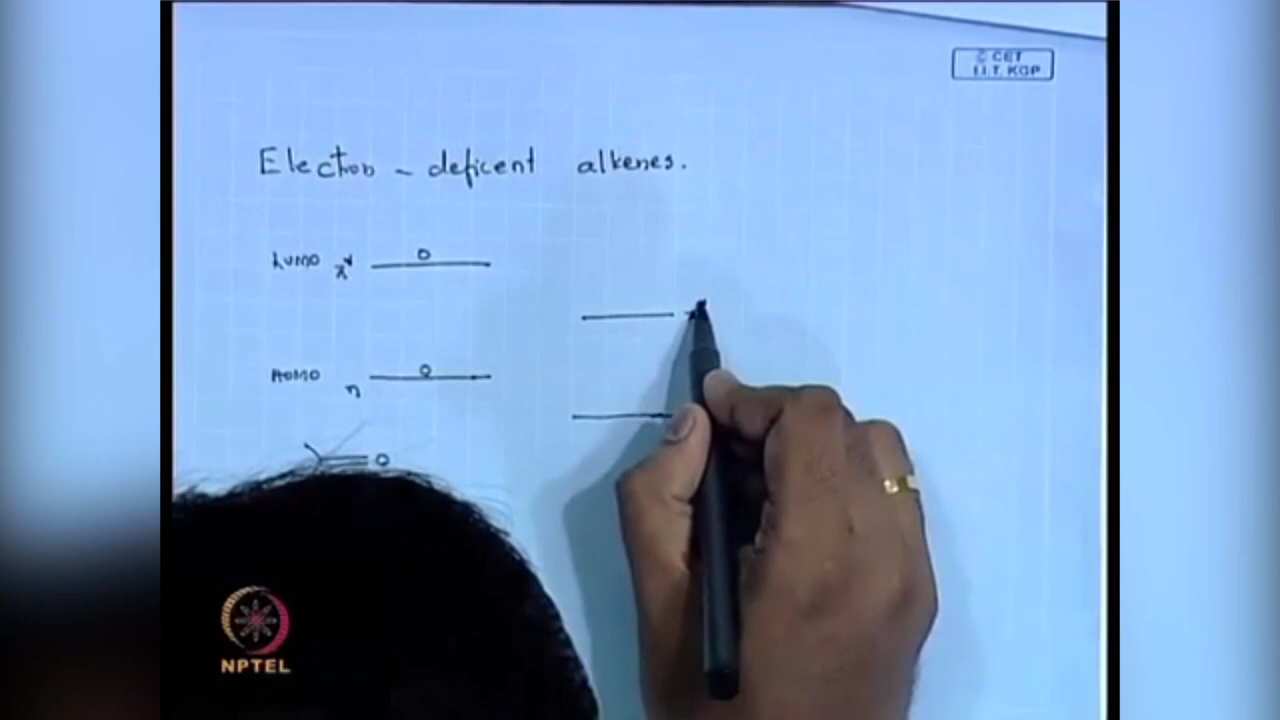 © CET
I.I.T. KGP
Electron - deficent alkenes.
LUMO π* O
HOMO O
n
O
NPTEL